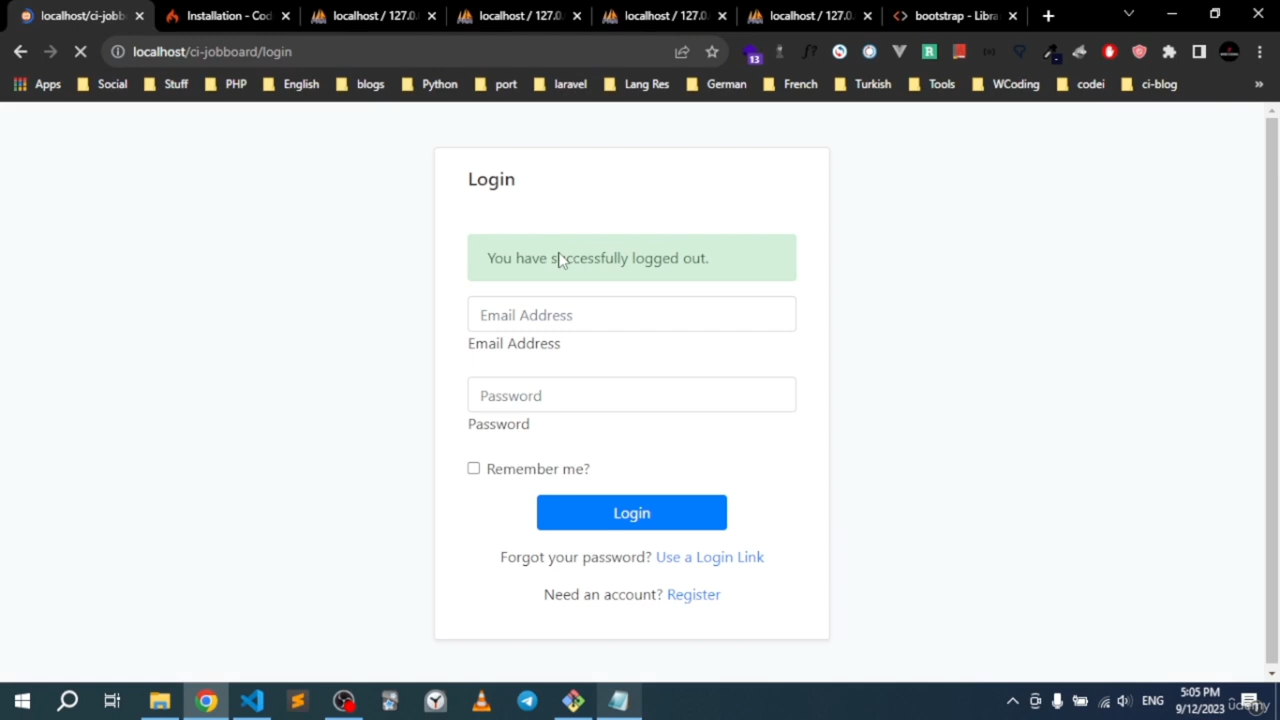 localhost/ci-jobb
Installation - Cod
localhost / 127.0.
localhost / 127.0.
localhost / 127.0.
localhost / 127.0.
bootstrap - Libra
localhost/ci-jobboard/login
13
Apps
Social
Stuff
PHP
English
blogs
Python
port
laravel
Lang Res
German
French
Turkish
Tools
WCoding
codei
ci-blog
Login
You have successfully logged out.
Email Address
Email Address
Password
Password
Remember me?
Login
Forgot your password? Use a Login Link
Need an account? Register
ENG
5:05 PM
9/12/2023
udemy